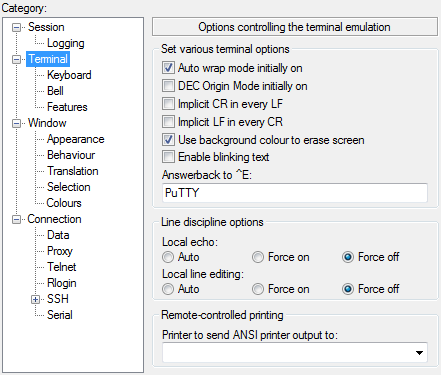 Category:
Session
Logging
Terminal
Keyboard
Bell
Features
Window
Appearance
Behaviour
Translation
Selection
Colours
Connection
Data
Proxy
Telnet
Rlogin
SSH
Serial
Options controlling the terminal emulation
Set various terminal options
Auto wrap mode initially on
DEC Origin Mode initially on
Implicit CR in every LF
Implicit LF in every CR
Use background colour to erase screen
Enable blinking text
Answerback to ^E:
PuTTY
Line discipline options
Local echo:
Auto Force on Force off
Local line editing:
Auto Force on Force off
Remote-controlled printing
Printer to send ANSI printer output to: